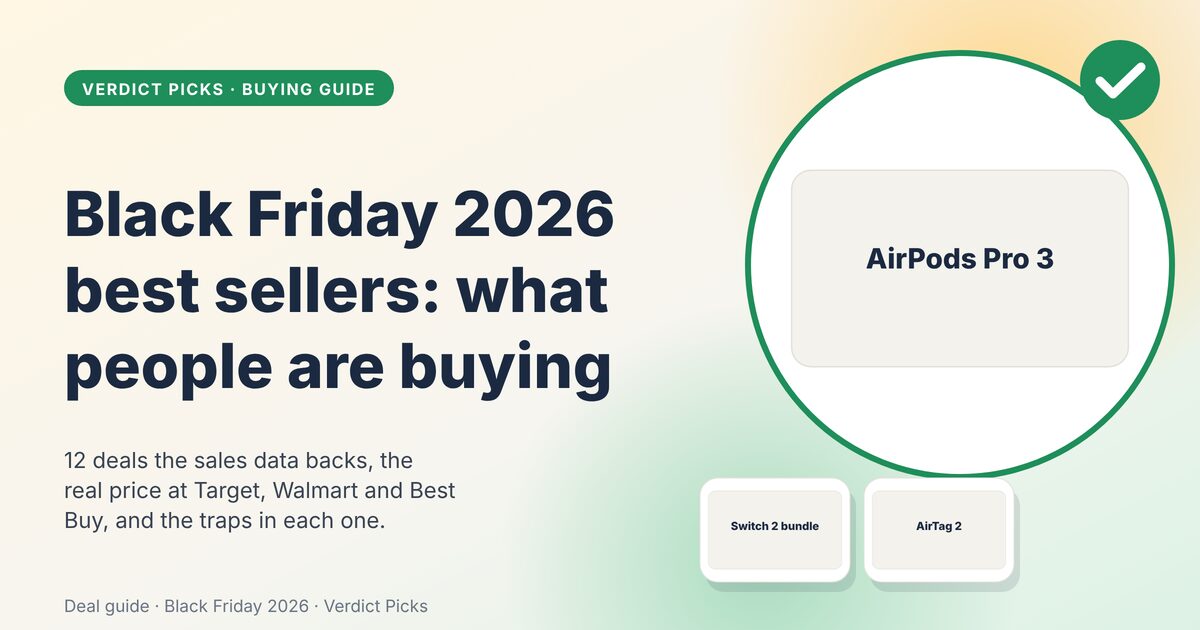 VERDICT PICKS · BUYING GUIDE
Black Friday 2026
best sellers: what
people are buying
12 deals the sales data backs, the
real price at Target, Walmart and Best
Buy, and the traps in each one.
Deal guide · Black Friday 2026 · Verdict Picks
AirPods Pro 3
Switch 2 bundle
AirTag 2